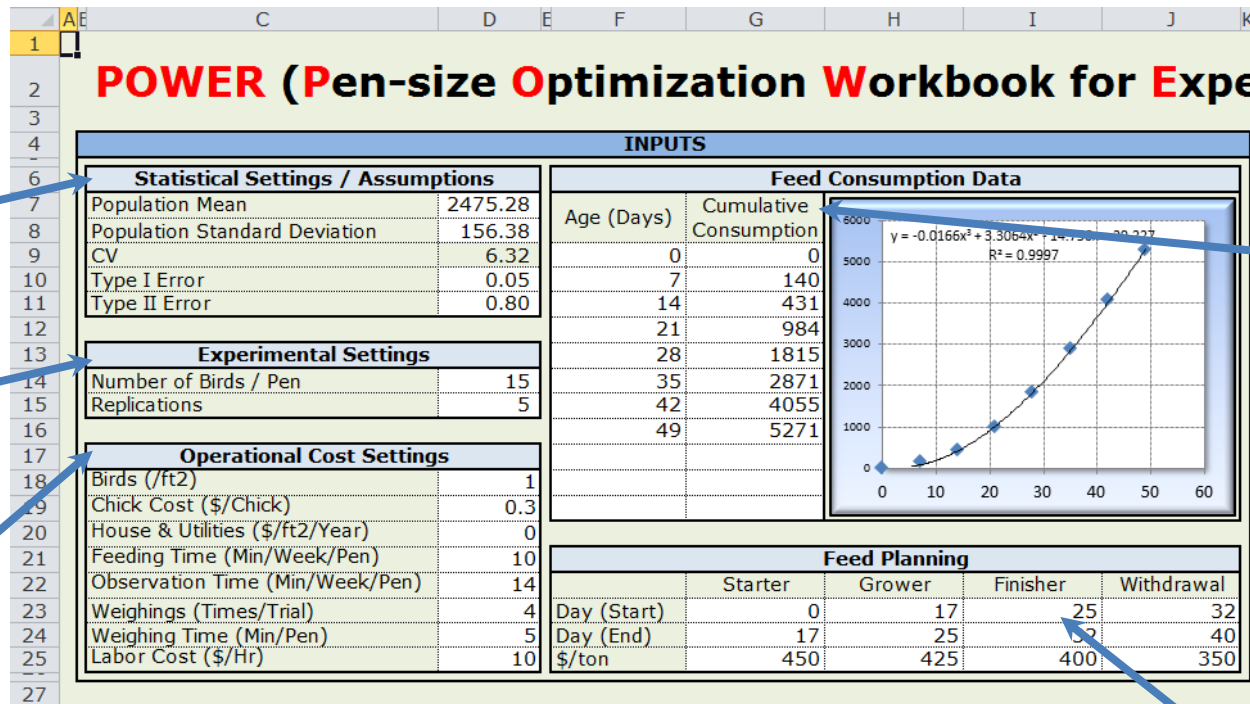 A C D E F G H I J
1
2 POWER (Pen-size Optimization Workbook for Expe
3
4 INPUTS
6 Statistical Settings / Assumptions Feed Consumption Data
7 Population Mean 2475.28 Age (Days) Cumulative Consumption
8 Population Standard Deviation 156.38
9 CV 6.32 0 0
10 Type I Error 0.05 7 140
11 Type II Error 0.80 14 431
12 21 984
13 Experimental Settings 28 1815
14 Number of Birds / Pen 15 35 2871
15 Replications 5 42 4055
16 49 5271
17 Operational Cost Settings
18 Birds (/ft2) 1
19 Chick Cost ($/Chick) 0.3
20 House & Utilities ($/ft2/Year) 0
21 Feeding Time (Min/Week/Pen) 10 Feed Planning
22 Observation Time (Min/Week/Pen) 14 Starter Grower Finisher Withdrawal
23 Weighings (Times/Trial) 4 Day (Start) 0 17 25 32
24 Weighing Time (Min/Pen) 5 Day (End) 17 25 32 40
25 Labor Cost ($/Hr) 10 $/ton 450 425 400 350
27
y = -0.0166x³ + 3.3064x²
R² = 0.9997
6000
5000
4000
3000
2000
1000
0
0 10 20 30 40 50 60